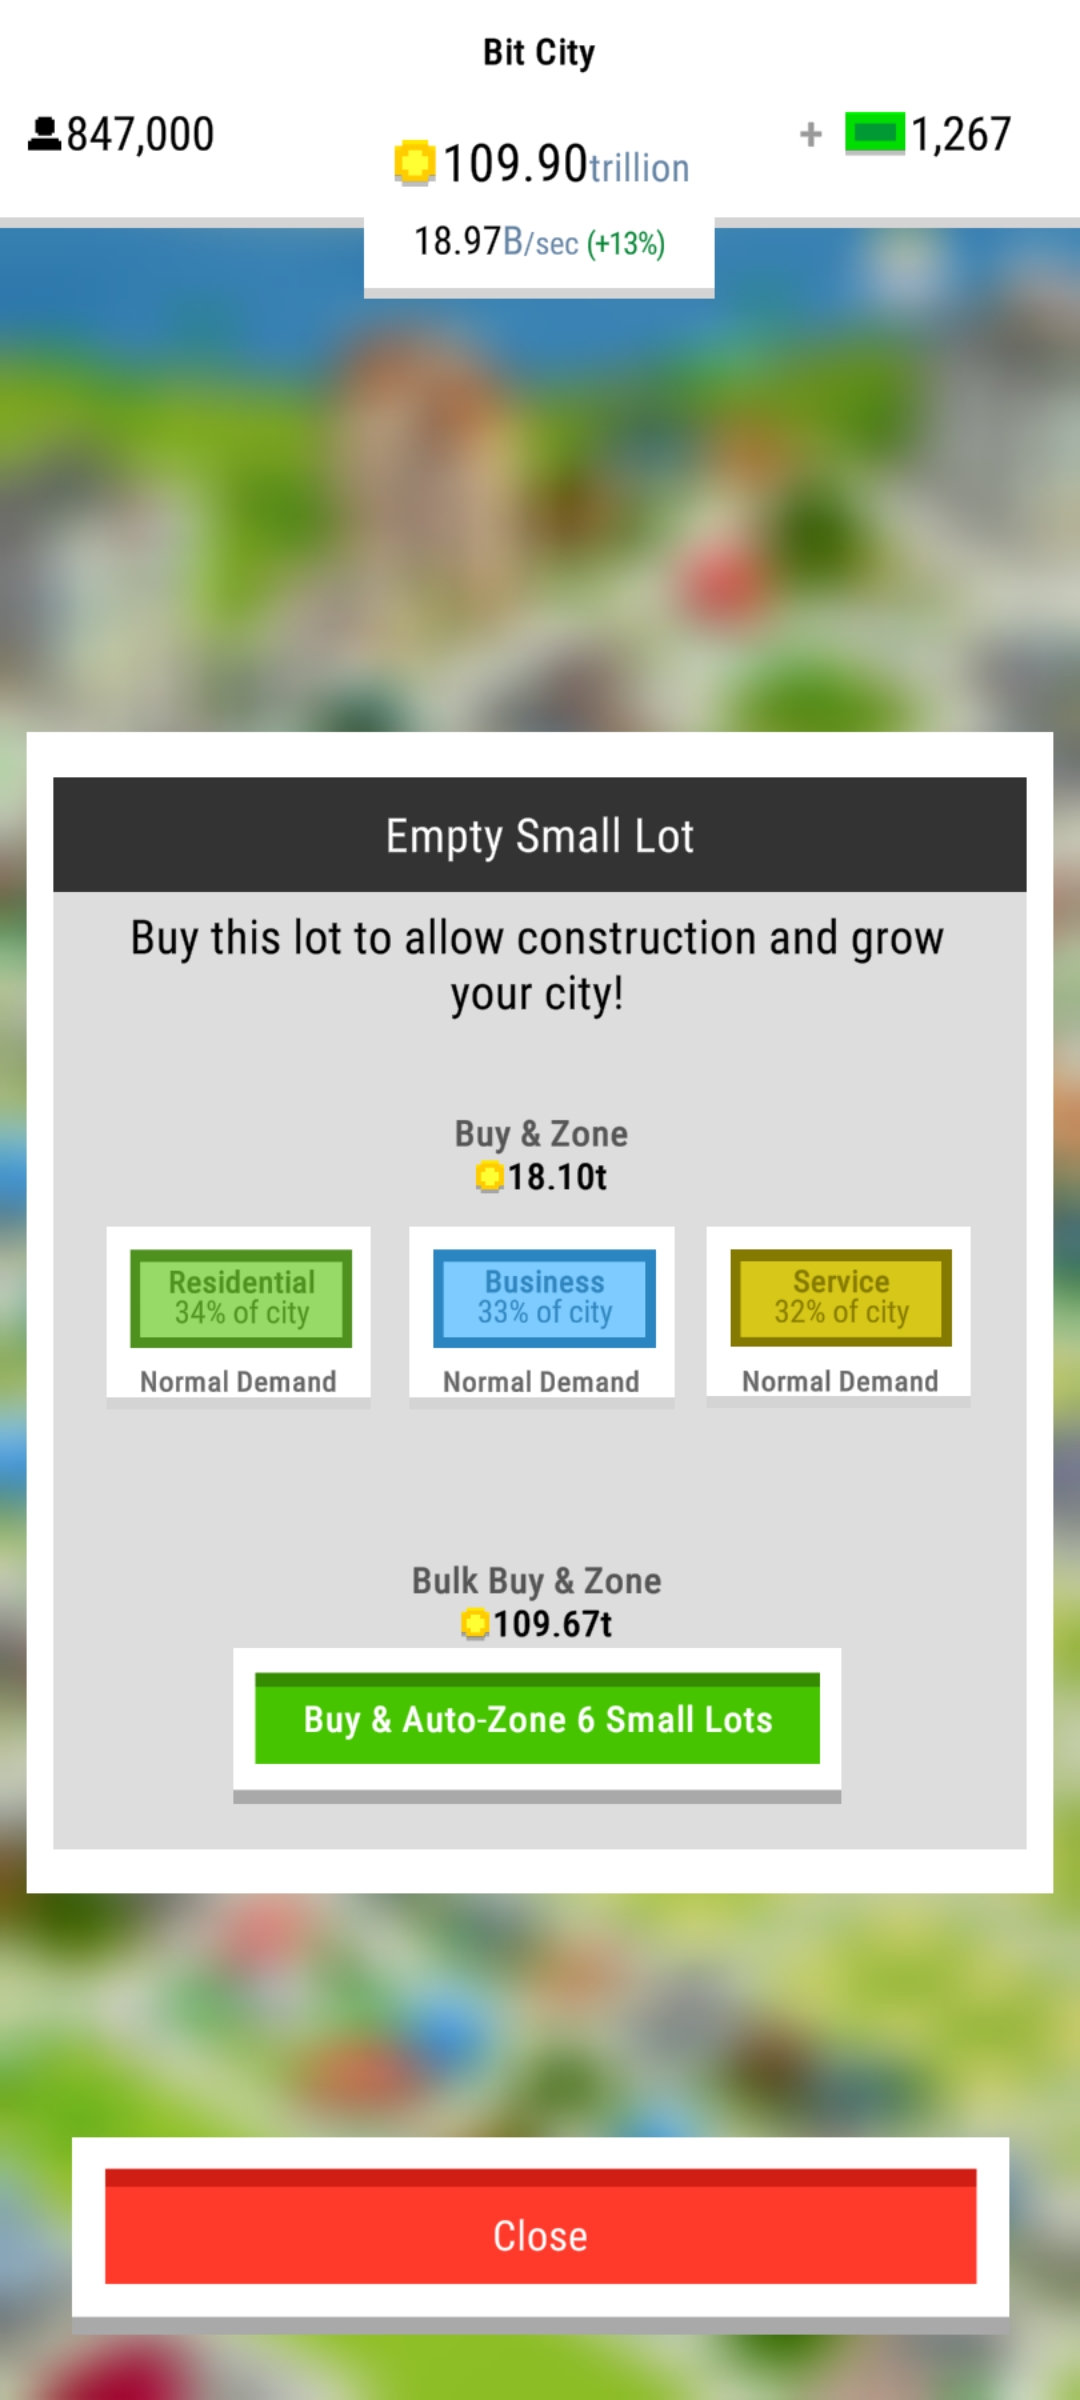 Bit City
847,000
109.90trillion
+ 1,267
18.97B/sec (+13%)
Empty Small Lot
Buy this lot to allow construction and grow
your city!
Buy & Zone
18.10t
Residential
34% of city
Normal Demand
Business
33% of city
Normal Demand
Service
32% of city
Normal Demand
Bulk Buy & Zone
109.67t
Buy & Auto-Zone 6 Small Lots
Close